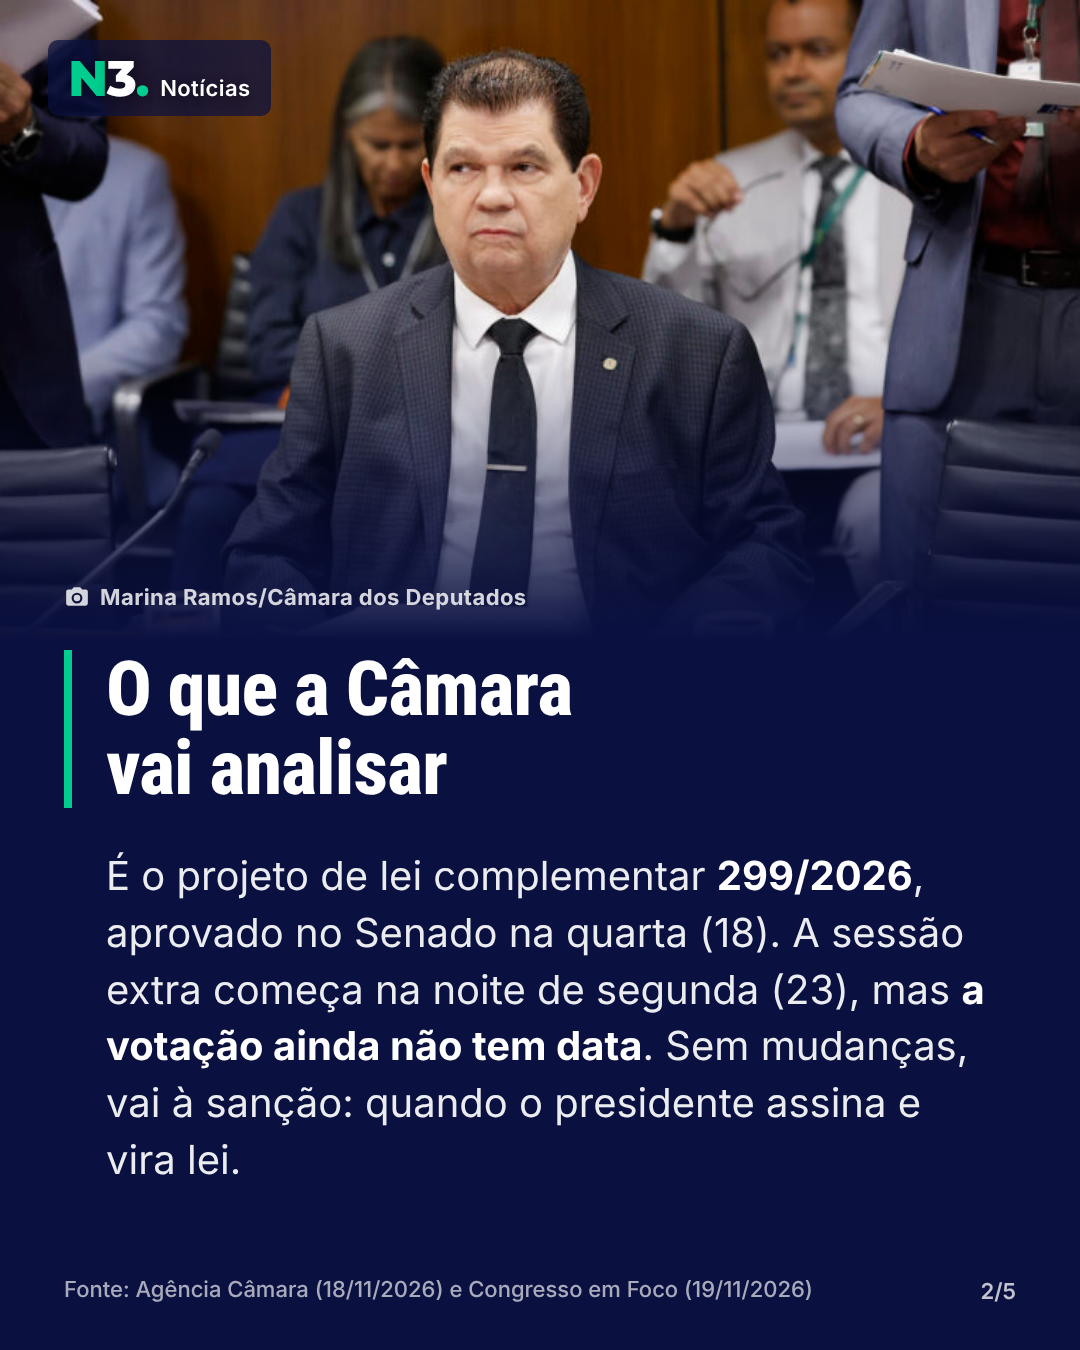 N3. Notícias
Marina Ramos/Câmara dos Deputados
O que a Câmara
vai analisar
É o projeto de lei complementar 299/2026,
aprovado no Senado na quarta (18). A sessão
extra começa na noite de segunda (23), mas a
votação ainda não tem data. Sem mudanças,
vai à sanção: quando o presidente assina e
vira lei.
Fonte: Agência Câmara (18/11/2026) e Congresso em Foco (19/11/2026)
2/5